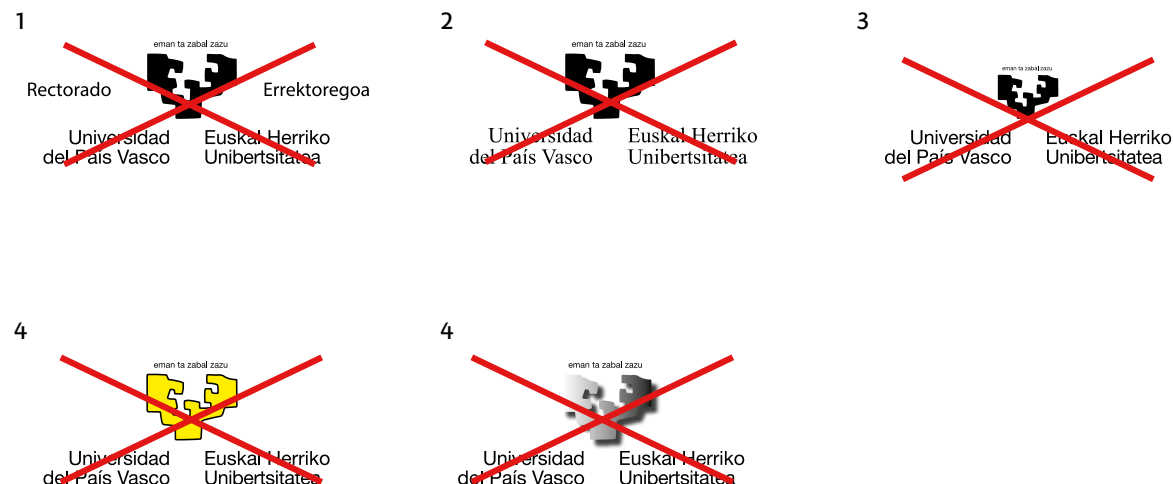 1
eman ta zabal zazu
Rectorado
Errektoregoa
Universidad
del País Vasco
Euskal Herriko
Unibertsitatea
2
eman ta zabal zazu
Universidad
del País Vasco
Euskal Herriko
Unibertsitatea
3
eman ta zabal zazu
Universidad
del País Vasco
Euskal Herriko
Unibertsitatea
4
eman ta zabal zazu
Universidad
del País Vasco
Euskal Herriko
Unibertsitatea
4
eman ta zabal zazu
Universidad
del País Vasco
Euskal Herriko
Unibertsitatea